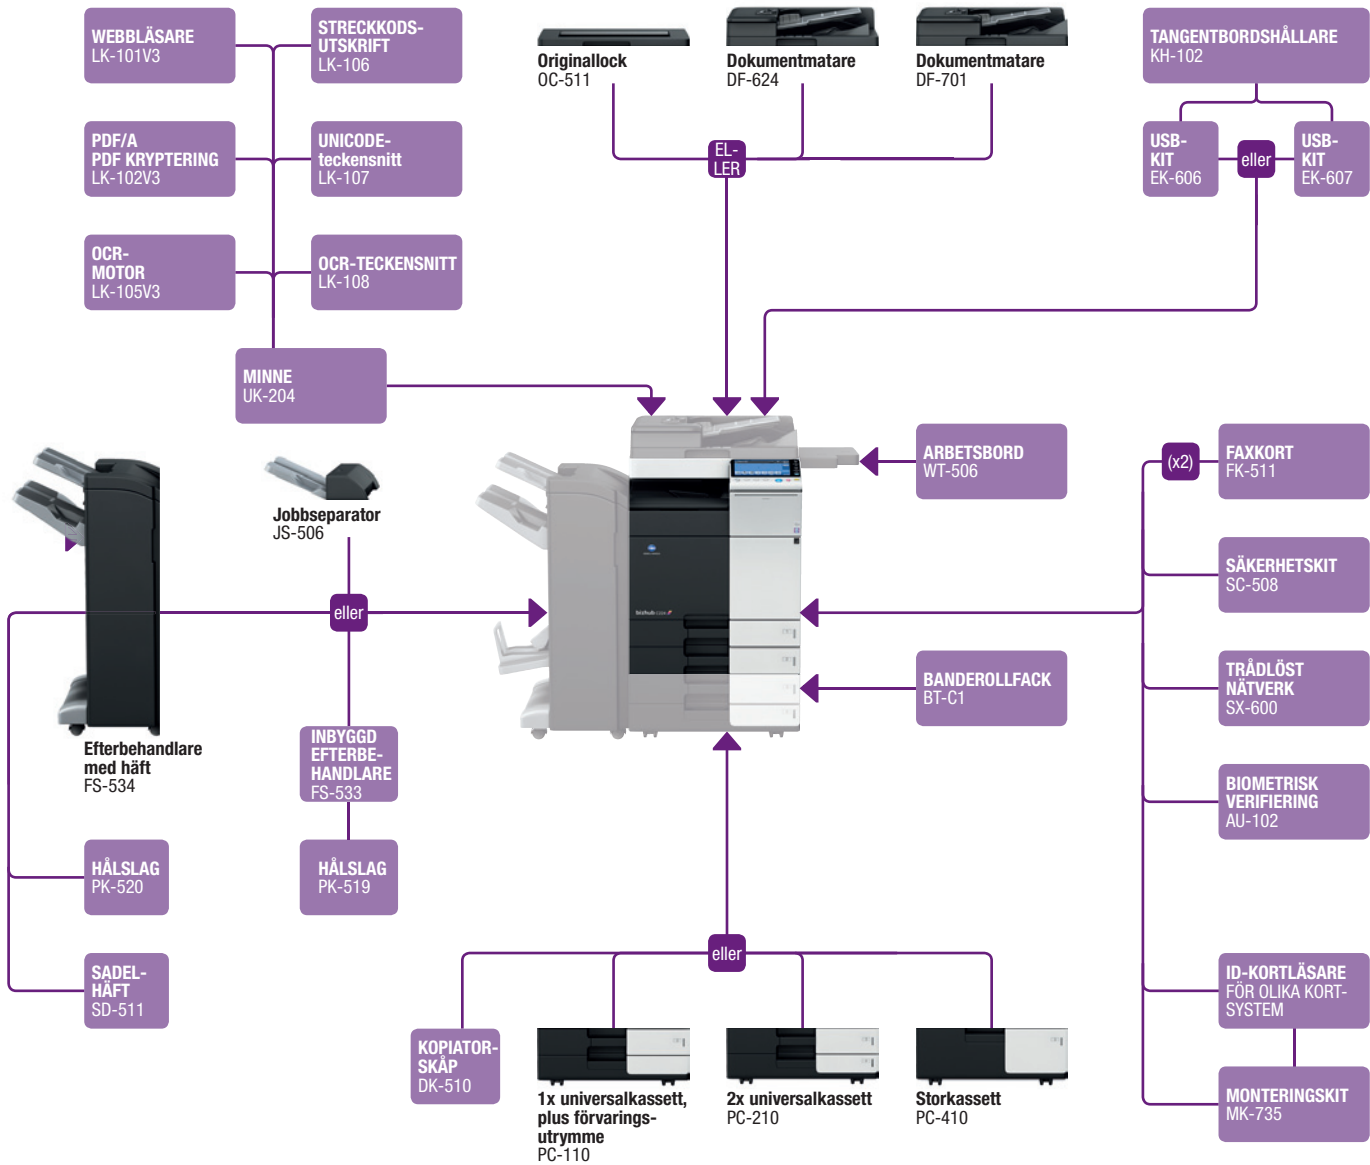 WEBBLÄSARE
LK-101V3
STRECKKODS-
UTSKRIFT
LK-106
PDF/A
PDF KRYPTERING
LK-102V3
UNICODE-
teckensnitt
LK-107
OCR-
MOTOR
LK-105V3
OCR-TECKENSNITT
LK-108
MINNE
UK-204
Originallock
OC-511
Dokumentmatare
DF-624
Dokumentmatare
DF-701
EL-
LER
TANGENTBORDSHÅLLARE
KH-102
USB-
KIT
EK-606
eller
USB-
KIT
EK-607
Jobbseparator
JS-506
eller
Efterbehandlare
med häft
FS-534
INBYGGD
EFTERBE-
HANDLARE
FS-533
HÅLSLAG
PK-520
HÅLSLAG
PK-519
SADEL-
HÄFT
SD-511
bizhub
ARBETSBORD
WT-506
BANDEROLLFACK
BT-C1
(x2)
FAXKORT
FK-511
SÄKERHETSKIT
SC-508
TRÅDLÖST
NÄTVERK
SX-600
BIOMETRISK
VERIFIERING
AU-102
ID-KORTLÄSARE
FÖR OLIKA KORT-
SYSTEM
MONTERINGSKIT
MK-735
eller
KOPIATOR-
SKÅP
DK-510
1x universalkassett,
plus förvarings-
utrymme
PC-110
2x universalkassett
PC-210
Storkassett
PC-410